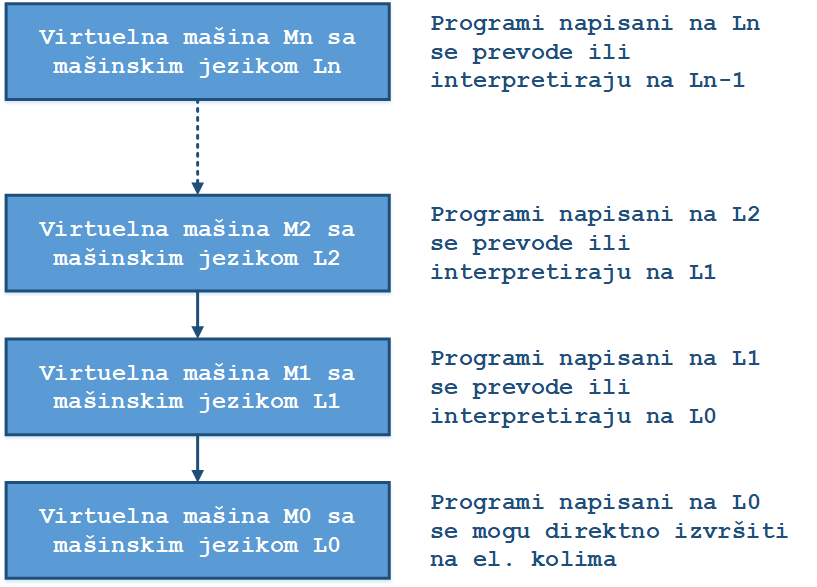 Virtuelna mašina Mn sa
mašinskim jezikom Ln
Programi napisani na Ln
se prevode ili
interpretiraju na Ln-1
Virtuelna mašina M2 sa
mašinskim jezikom L2
Programi napisani na L2
se prevode ili
interpretiraju na L1
Virtuelna mašina M1 sa
mašinskim jezikom L1
Programi napisani na L1
se prevode ili
interpretiraju na L0
Virtuelna mašina M0 sa
mašinskim jezikom L0
Programi napisani na L0
se mogu direktno izvršiti
na el. kolima